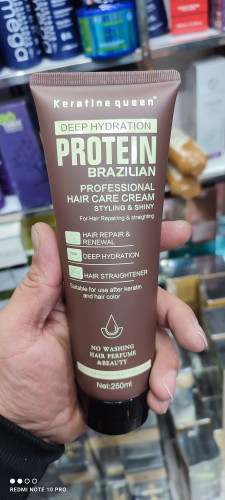 Keratine queen®
DEEP HYDRATION
PROTEIN
BRAZILIAN
PROFESSIONAL
HAIR CARE CREAM
STYLING & SHINY
For Hair Repairing & straighting
HAIR REPAIR &
RENEWAL
DEEP HYDRATION
HAIR STRAIGHTENER
Suitable for use after keratin
and hair color
NO WASHING
HAIR PERFUME
&BEAUTY
Net:250ml
REDMI NOTE 10 PRO